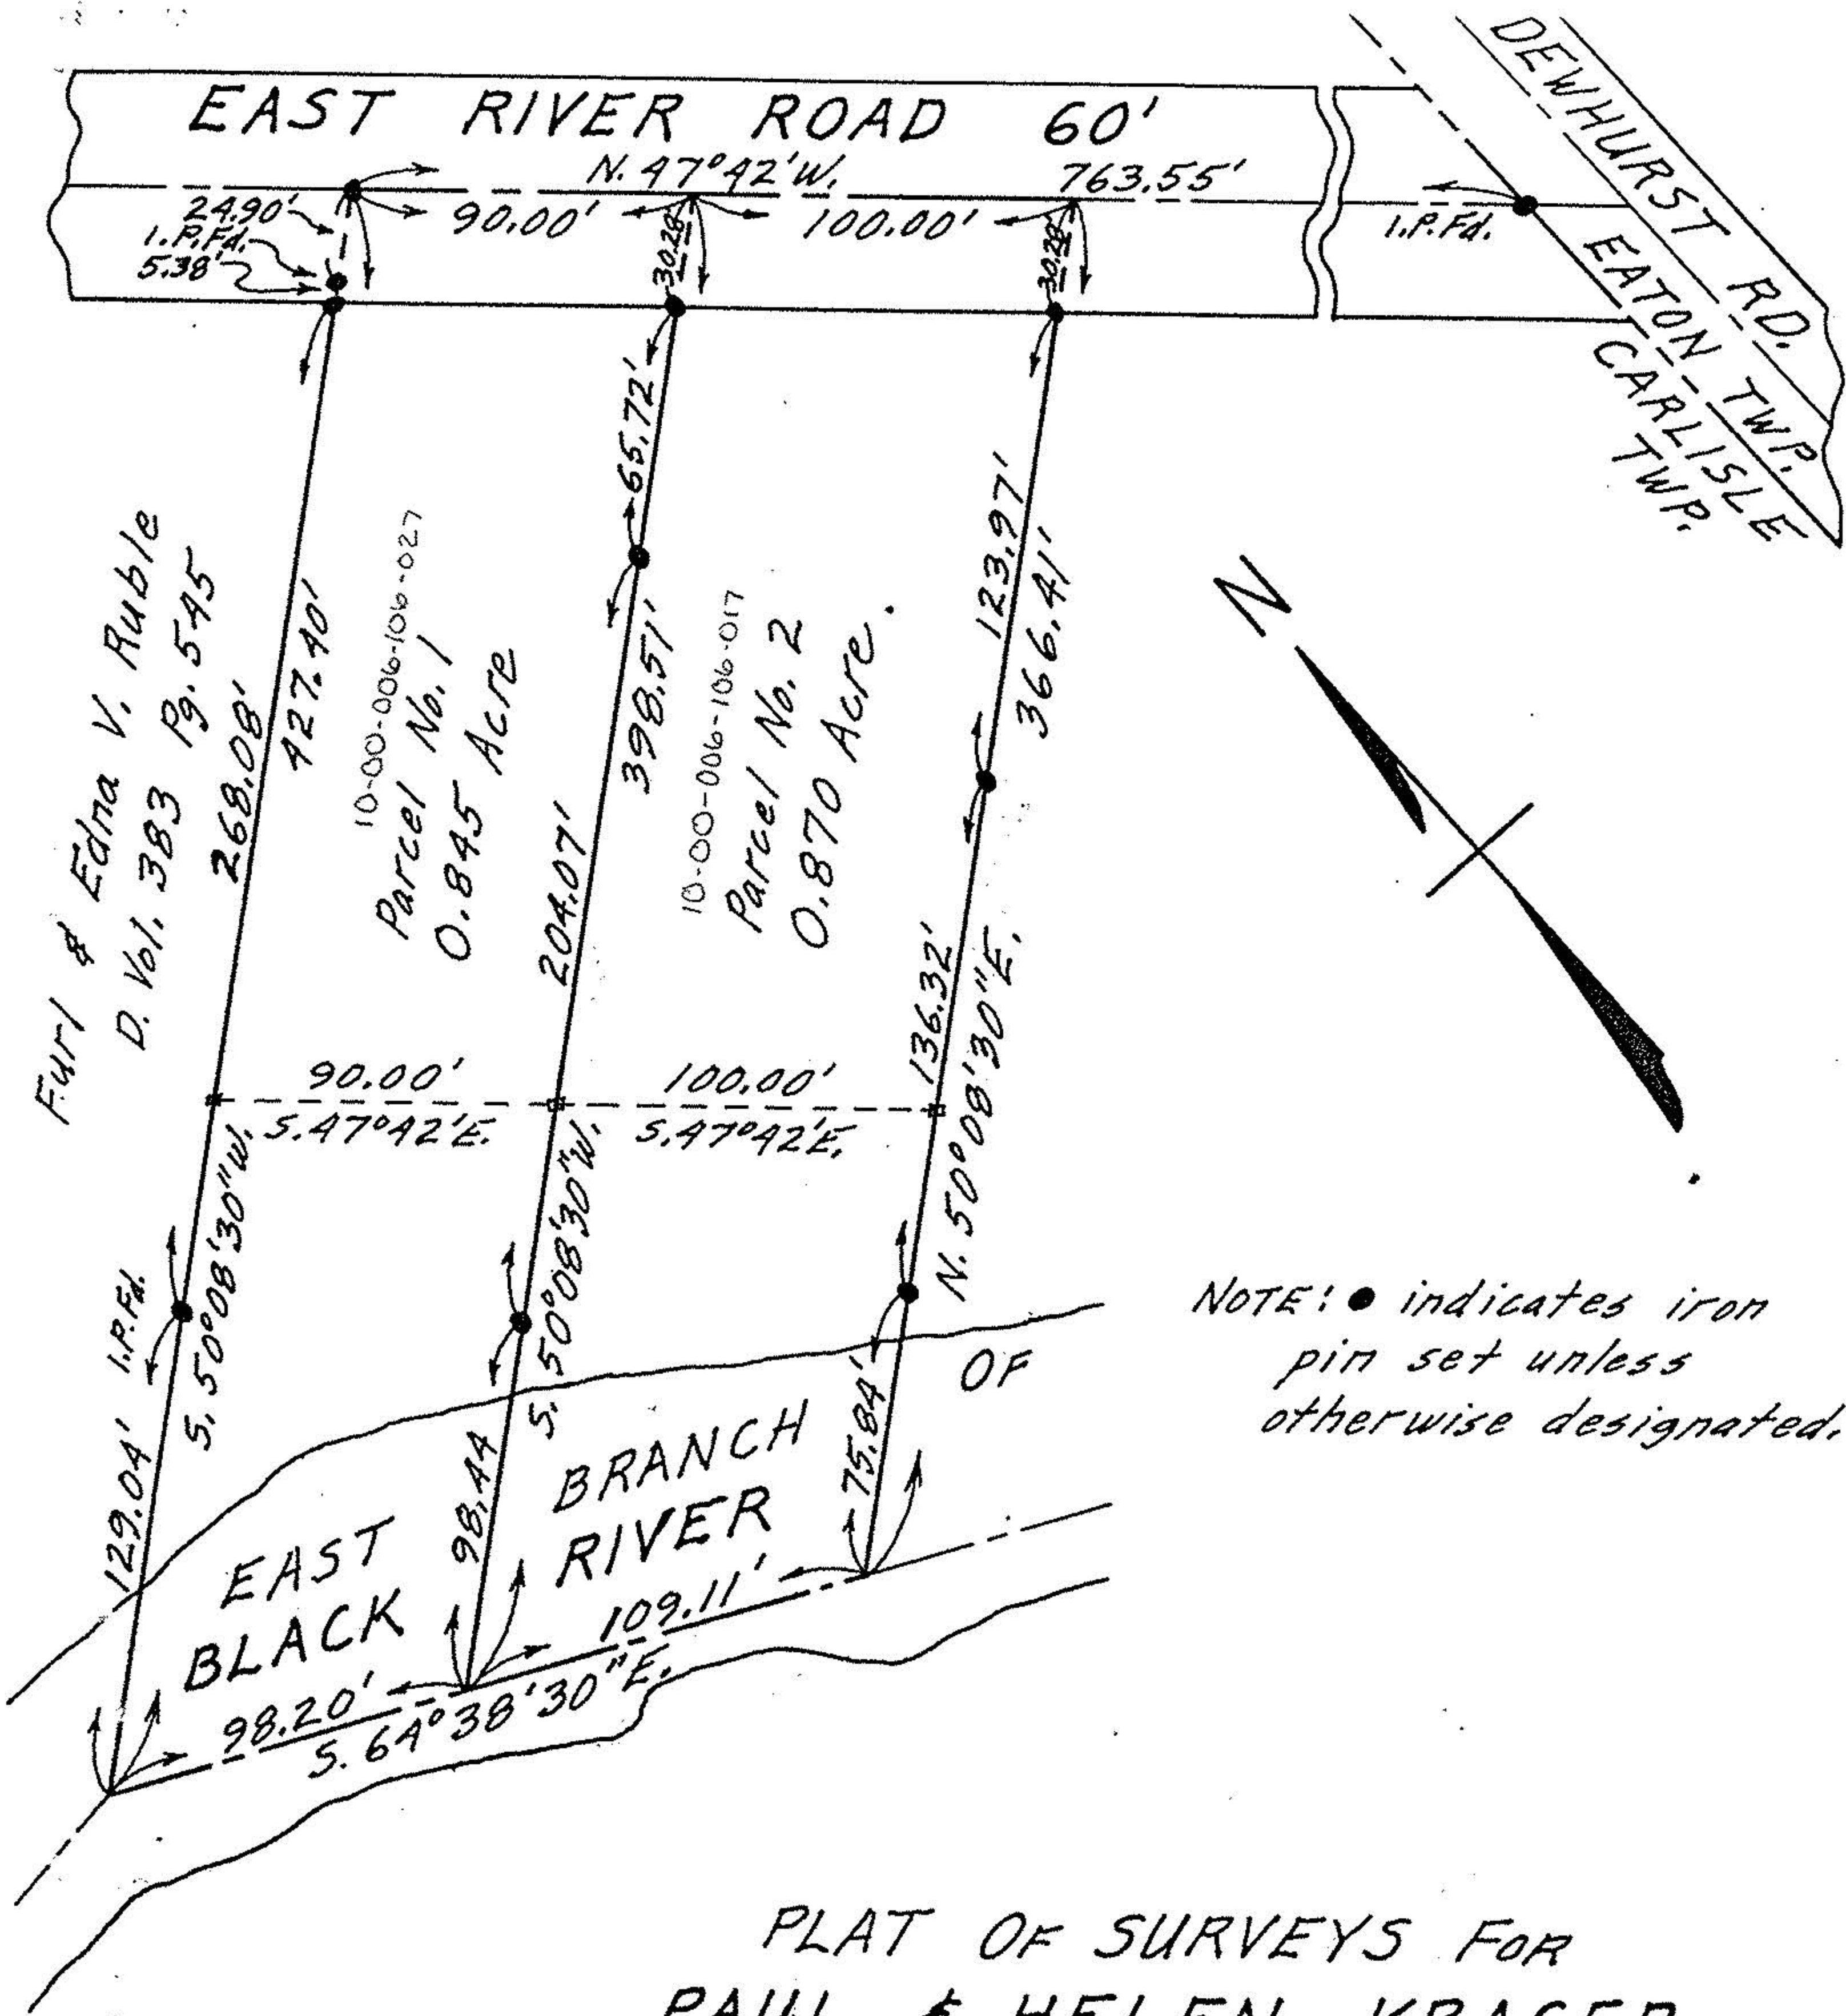 DEWHURST RD.
EAST RIVER ROAD 60'
N. 47°42'W. 763.55'
24.90'
I.P.Fd.
5.38'
90.00'
30.28'
100.00'
30.28'
I.P.Fd.
EATON TWP.
CARLISLE
TWP.
Furl & Edna V. Ruble
D. Vol. 383 Pg. 545
268.08'
427.40'
10-00-006-106-027
Parcel No. 1
0.845 Acre
65.72'
398.51'
204.07'
10-00-006-106-017
Parcel No. 2
0.870 Acre.
123.97'
366.41'
136.32'
N. 50°08'30"E.
N
90.00'
S.47°42'E.
100.00'
S.47°42'E.
I.P.Fd.
S. 50°08'30"W.
129.04'
S. 50°08'30"W.
98.44
75.84'
EAST BRANCH OF
BLACK RIVER
98.20'
109.11'
S. 64°38'30"E.
NOTE: ● indicates iron
pin set unless
otherwise designated.
PLAT OF SURVEYS FOR
PAUL & HELEN KRAGER